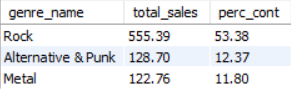 genre_name total_sales perc_cont
Rock 555.39 53.38
Alternative & Punk 128.70 12.37
Metal 122.76 11.80